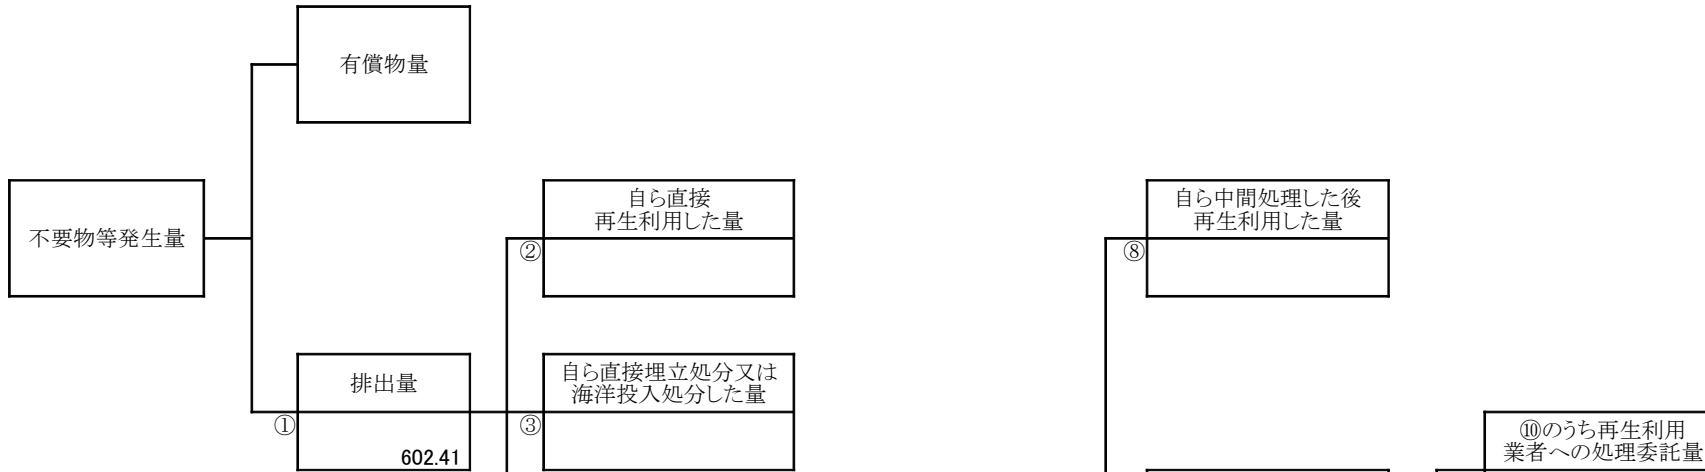 有償物量
不要物等発生量
自ら直接
再生利用した量
②
自ら中間処理した後
再生利用した量
⑧
排出量
①
602.41
自ら直接埋立処分又は
海洋投入処分した量
③
⑩のうち再生利用
業者への処理委託量